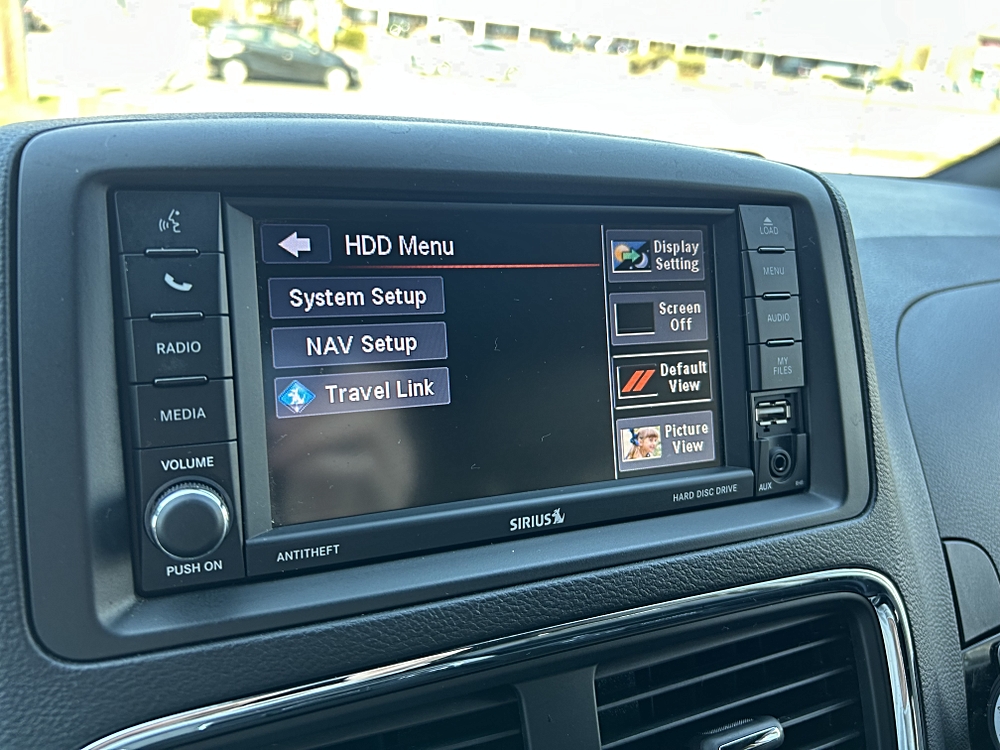 HDD Menu
System Setup
NAV Setup
Travel Link
Display
Setting
Screen
Off
Default
View
Picture
View
RADIO
MEDIA
VOLUME
PUSH ON
ANTITHEFT
SIRIUS
HARD DISC DRIVE
LOAD
MENU
AUDIO
MY
FILES
AUX